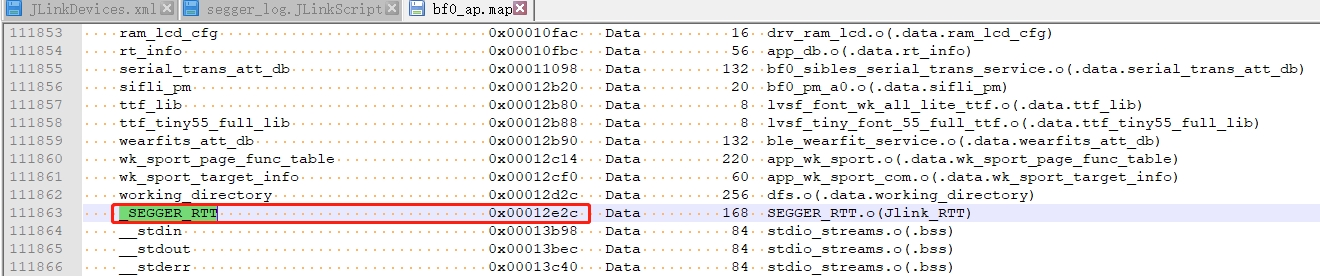 JLinkDevices.xml segger_log.JLinkScript bf0_ap.map
111853 ram_lcd_cfg 0x00010fac Data 16 drv_ram_lcd.o(.data.ram_lcd_cfg)
111854 rt_info 0x00010fbc Data 56 app_db.o(.data.rt_info)
111855 serial_trans_att_db 0x00011098 Data 132 bf0_sibles_serial_trans_service.o(.data.serial_trans_att_db)
111856 sifli_pm 0x00012b20 Data 20 bf0_pm_a0.o(.data.sifli_pm)
111857 ttf_lib 0x00012b80 Data 8 lvsf_font_wk_all_lite_ttf.o(.data.ttf_lib)
111858 ttf_tiny55_full_lib 0x00012b88 Data 8 lvsf_tiny_font_55_full_ttf.o(.data.ttf_tiny55_full_lib)
111859 wearfits_att_db 0x00012b90 Data 132 ble_wearfit_service.o(.data.wearfits_att_db)
111860 wk_sport_page_func_table 0x00012c14 Data 220 app_wk_sport.o(.data.wk_sport_page_func_table)
111861 wk_sport_target_info 0x00012cf0 Data 60 app_wk_sport_com.o(.data.wk_sport_target_info)
111862 working_directory 0x00012d2c Data 256 dfs.o(.data.working_directory)
111863 _SEGGER_RTT 0x00012e2c Data 168 SEGGER_RTT.o(Jlink_RTT)
111864 __stdin 0x00013b98 Data 84 stdio_streams.o(.bss)
111865 __stdout 0x00013bec Data 84 stdio_streams.o(.bss)
111866 __stderr 0x00013c40 Data 84 stdio_streams.o(.bss)